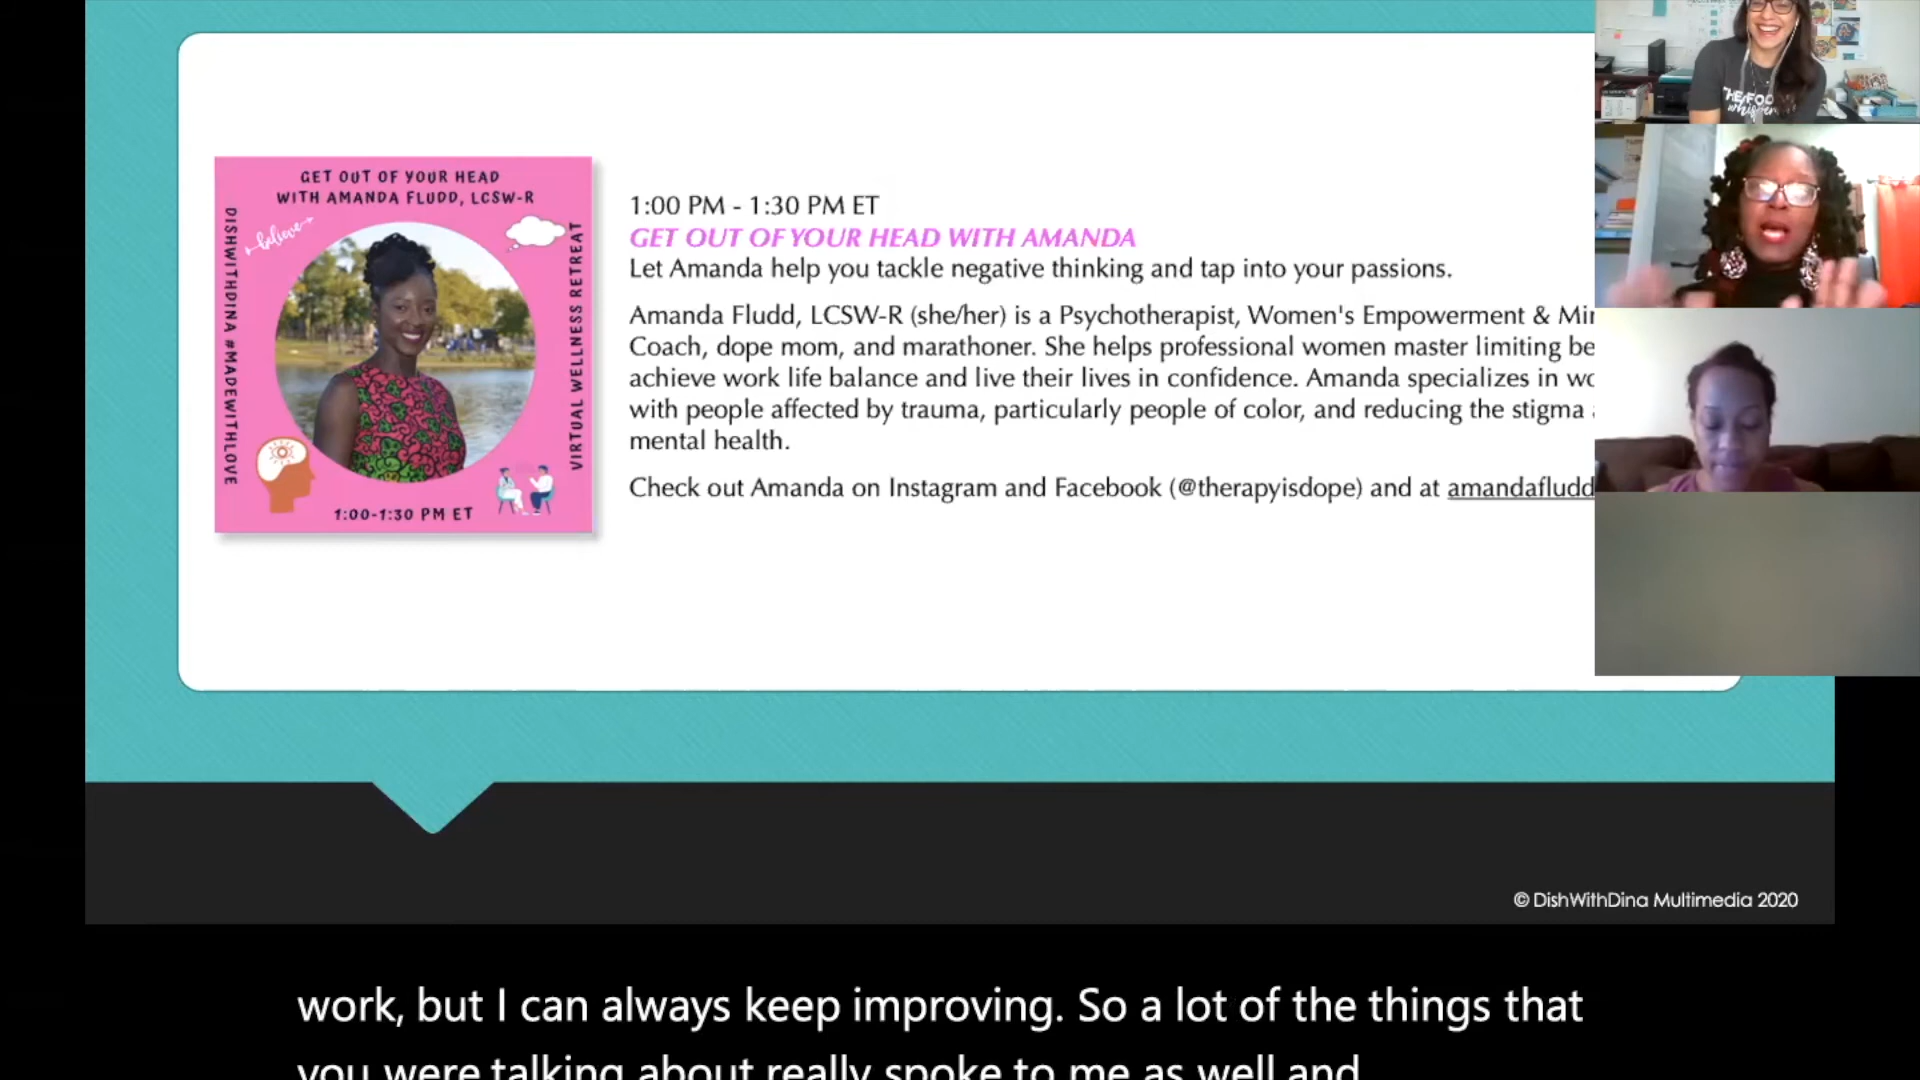 GET OUT OF YOUR HEAD
WITH AMANDA FLUDD, LCSW-R
believe
DISHWITHDINA #MADEWITHLOVE
VIRTUAL WELLNESS RETREAT
1:00-1:30 PM ET
1:00 PM - 1:30 PM ET
GET OUT OF YOUR HEAD WITH AMANDA
Let Amanda help you tackle negative thinking and tap into your passions.
Amanda Fludd, LCSW-R (she/her) is a Psychotherapist, Women's Empowerment &
Coach, dope mom, and marathoner. She helps professional women master limiting
achieve work life balance and live their lives in confidence. Amanda specializes in
with people affected by trauma, particularly people of color, and reducing the stigma
mental health.
Check out Amanda on Instagram and Facebook (@therapyisdope) and at amandafludd
THE FOO
whisper
© DishWithDina Multimedia 2020
work, but I can always keep improving. So a lot of the things that
you were talking about really spoke to me as well and